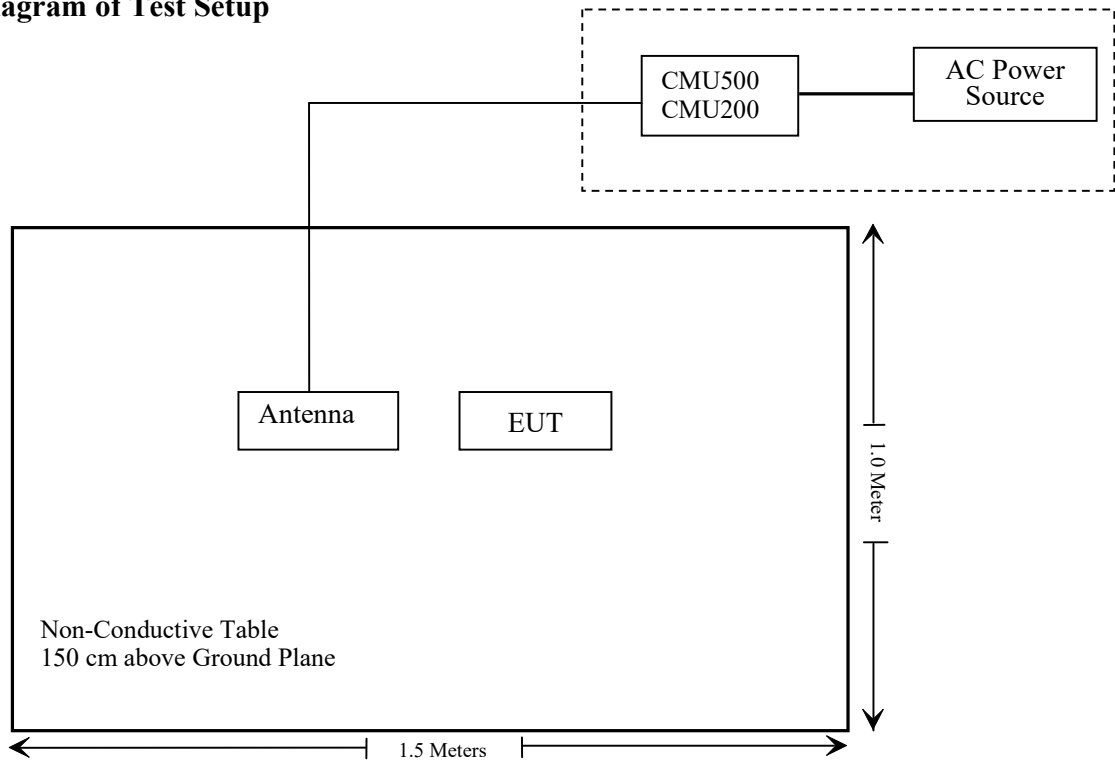 agram of Test Setup
CMU500
CMU200
AC Power
Source
Antenna
EUT
1.0 Meter
Non-Conductive Table
150 cm above Ground Plane
1.5 Meters